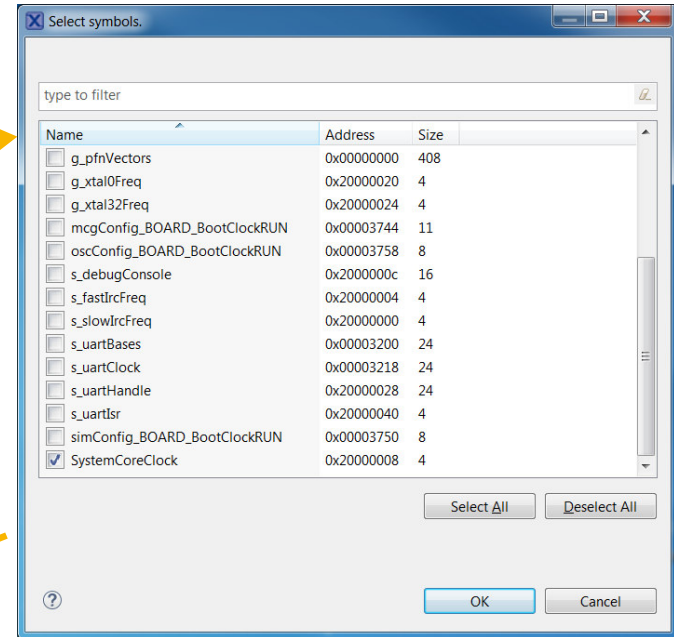 X Select symbols. X
type to filter
Name Address Size
g_pfnVectors 0x00000000 408
g_xtal0Freq 0x20000020 4
g_xtal32Freq 0x20000024 4
mcgConfig_BOARD_BootClockRUN 0x00003744 11
oscConfig_BOARD_BootClockRUN 0x00003758 8
s_debugConsole 0x2000000c 16
s_fastIrcFreq 0x20000004 4
s_slowIrcFreq 0x20000000 4
s_uartBases 0x00003200 24
s_uartClock 0x00003218 24
s_uartHandle 0x20000028 24
s_uartIsr 0x20000040 4
simConfig_BOARD_BootClockRUN 0x00003750 8
SystemCoreClock 0x20000008 4
Select All Deselect All
? OK Cancel